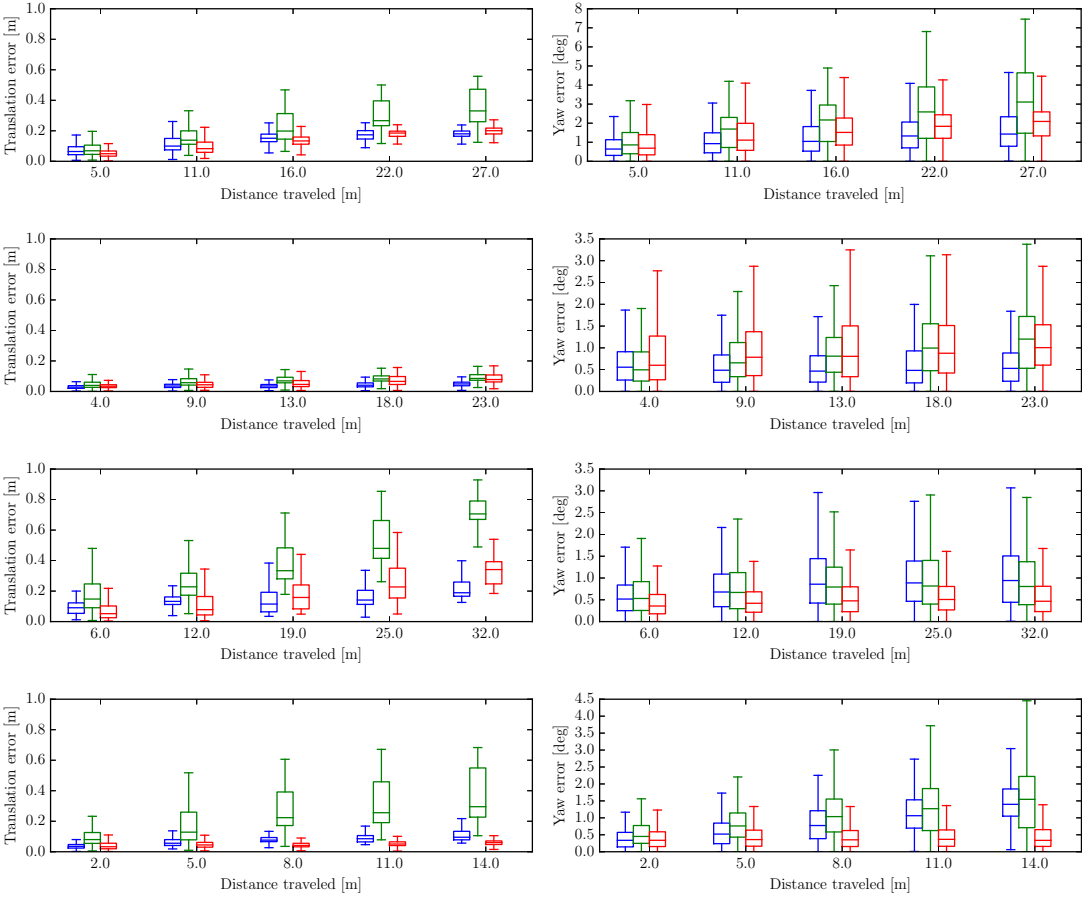 Translation error [m]
1.0
0.8
0.6
0.4
0.2
0.0
5.0 11.0 16.0 22.0 27.0
Distance traveled [m]
Yaw error [deg]
8
7
6
5
4
3
2
1
0
5.0 11.0 16.0 22.0 27.0
Distance traveled [m]
Translation error [m]
1.0
0.8
0.6
0.4
0.2
0.0
4.0 9.0 13.0 18.0 23.0
Distance traveled [m]
Yaw error [deg]
3.5
3.0
2.5
2.0
1.5
1.0
0.5
0.0
4.0 9.0 13.0 18.0 23.0
Distance traveled [m]
Translation error [m]
1.0
0.8
0.6
0.4
0.2
0.0
6.0 12.0 19.0 25.0 32.0
Distance traveled [m]
Yaw error [deg]
3.5
3.0
2.5
2.0
1.5
1.0
0.5
0.0
6.0 12.0 19.0 25.0 32.0
Distance traveled [m]
Translation error [m]
1.0
0.8
0.6
0.4
0.2
0.0
2.0 5.0 8.0 11.0 14.0
Distance traveled [m]
Yaw error [deg]
4.5
4.0
3.5
3.0
2.5
2.0
1.5
1.0
0.5
0.0
2.0 5.0 8.0 11.0 14.0
Distance traveled [m]